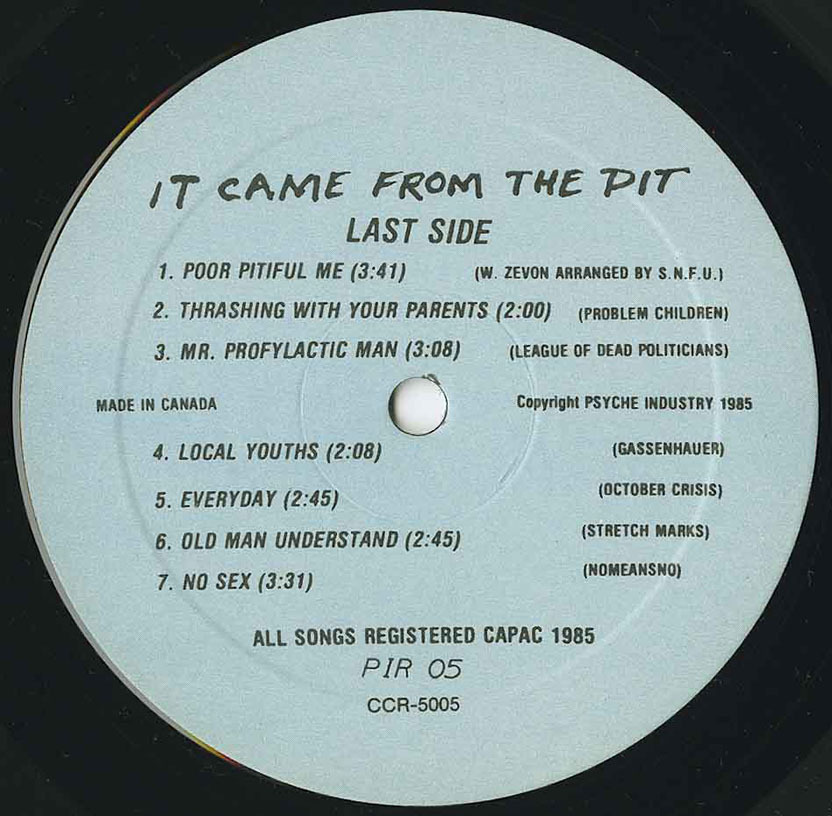 IT CAME FROM THE PIT
LAST SIDE
1. POOR PITIFUL ME (3:41) (W. ZEVON ARRANGED BY S.N.F.U.)
2. THRASHING WITH YOUR PARENTS (2:00) (PROBLEM CHILDREN)
3. MR. PROFYLACTIC MAN (3:08) (LEAGUE OF DEAD POLITICIANS)
MADE IN CANADA Copyright PSYCHE INDUSTRY 1985
4. LOCAL YOUTHS (2:08) (GASSENHAUER)
5. EVERYDAY (2:45) (OCTOBER CRISIS)
6. OLD MAN UNDERSTAND (2:45) (STRETCH MARKS)
7. NO SEX (3:31) (NOMEANSNO)
ALL SONGS REGISTERED CAPAC 1985
PIR 05
CCR-5005